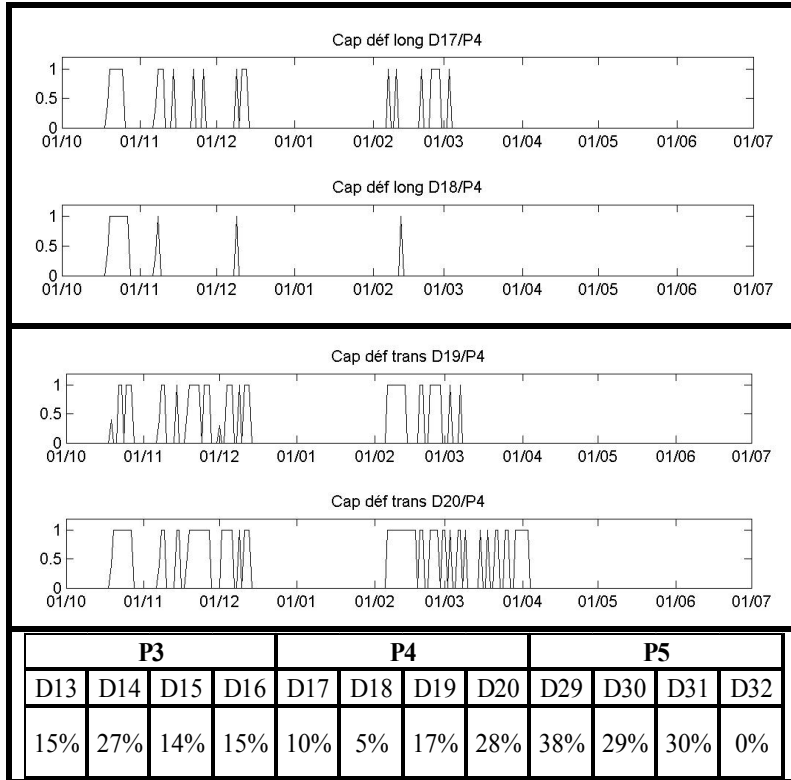 Cap déf long D17/P4
1
0.5
0
01/10 01/11 01/12 01/01 01/02 01/03 01/04 01/05 01/06 01/07
Cap déf long D18/P4
1
0.5
0
01/10 01/11 01/12 01/01 01/02 01/03 01/04 01/05 01/06 01/07
Cap déf trans D19/P4
1
0.5
0
01/10 01/11 01/12 01/01 01/02 01/03 01/04 01/05 01/06 01/07
Cap déf trans D20/P4
1
0.5
0
01/10 01/11 01/12 01/01 01/02 01/03 01/04 01/05 01/06 01/07
P3 P4 P5
D13 D14 D15 D16 D17 D18 D19 D20 D29 D30 D31 D32
15% 27% 14% 15% 10% 5% 17% 28% 38% 29% 30% 0%